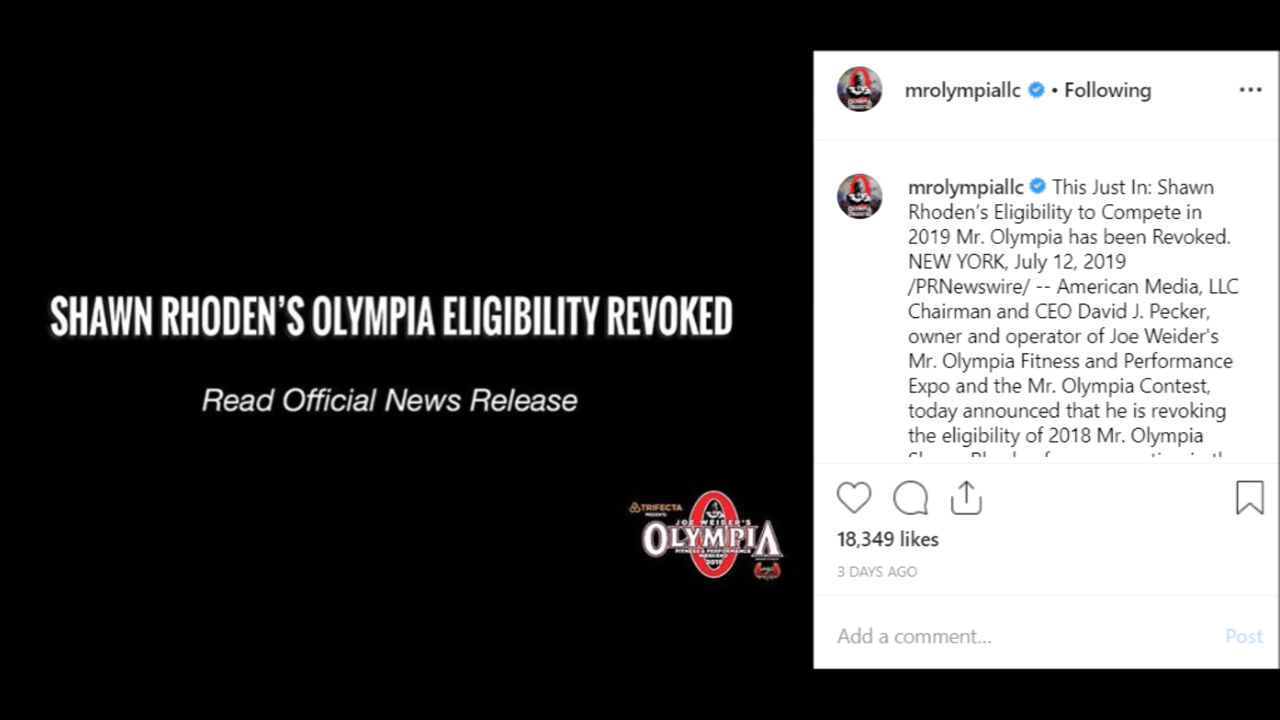 SHAWN RHODEN'S OLYMPIA ELIGIBILITY REVOKED
Read Official News Release
TRIFECTA
PRESENTS
JOE WEIDER'S
OLYMPIA
FITNESS & PERFORMANCE
WEEKEND
2019
mrolympiallc • Following
mrolympiallc This Just In: Shawn
Rhoden's Eligibility to Compete in
2019 Mr. Olympia has been Revoked.
NEW YORK, July 12, 2019
/PRNewswire/ -- American Media, LLC
Chairman and CEO David J. Pecker,
owner and operator of Joe Weider's
Mr. Olympia Fitness and Performance
Expo and the Mr. Olympia Contest,
today announced that he is revoking
the eligibility of 2018 Mr. Olympia
18,349 likes
3 DAYS AGO
Add a comment...
Post